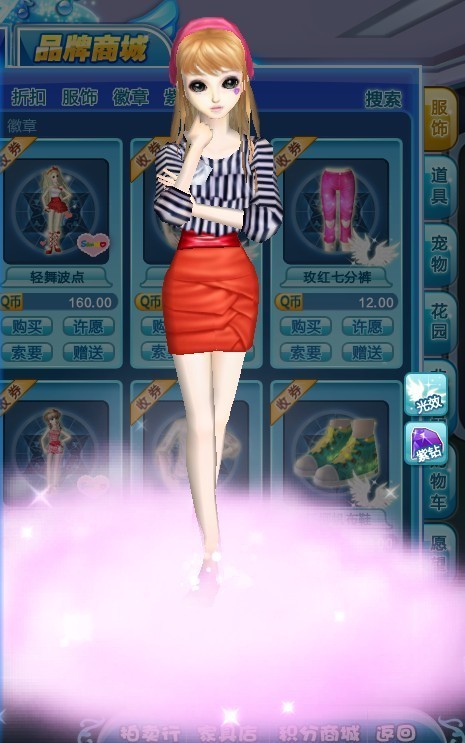 品牌商城
折扣 服饰 徽章 紫 搜索
徽章
服饰
道具
宠物
花园
收券
收券
收券
轻舞波点
玫红七分裤
Q币 160.00
Q币
Q币 12.00
购买 许愿
购
购买 许愿
索要 赠送
索
索要 赠送
光效
紫钻
收券
收券
收券
物车
愿
拍卖行 家具店 积分商城 返回